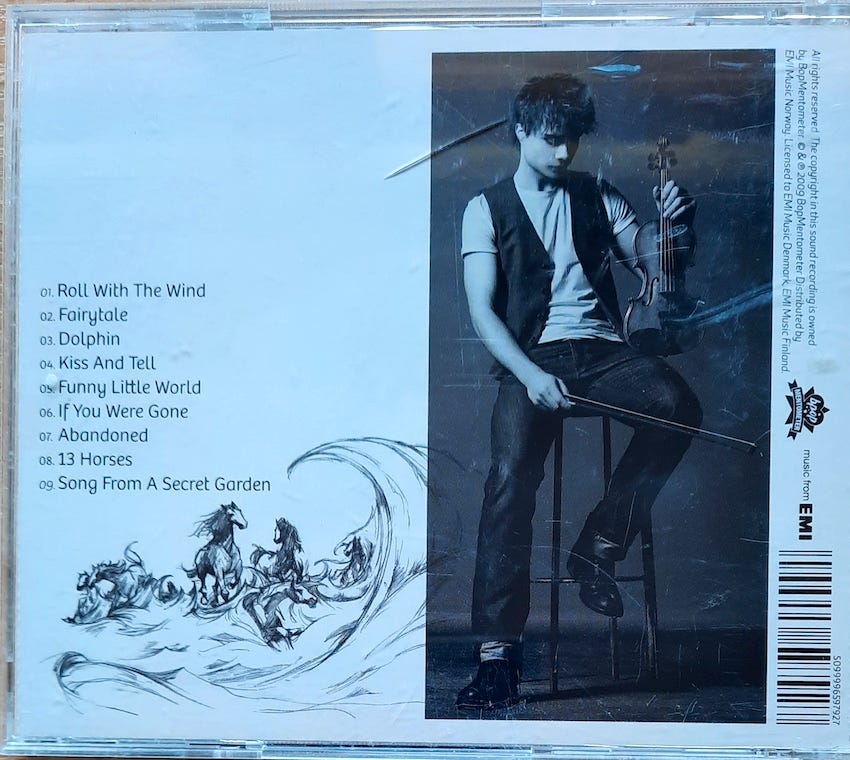 01. Roll With The Wind
02. Fairytale
03. Dolphin
04. Kiss And Tell
05. Funny Little World
06. If You Were Gone
07. Abandoned
08. 13 Horses
09. Song From A Secret Garden
All rights reserved. The copyright in this sound recording is owned
by BopMentometer. © & ℗ 2009 BopMentometer. Distributed by
EMI Music Norway. Licensed to EMI Music Denmark, EMI Music Finland.
bpop
MENTOMETER
music from EMI
5099996597927